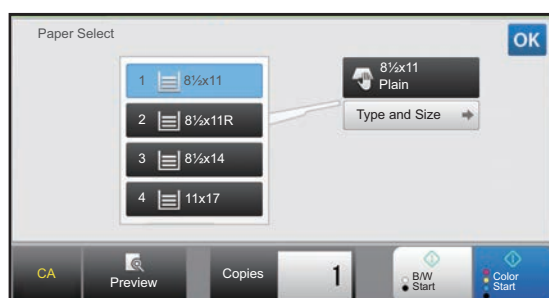 Paper Select
OK
1 8½x11
2 8½x11R
3 8½x14
4 11x17
8½x11
Plain
Type and Size
CA
Preview
Copies
1
B/W
Start
Color
Start